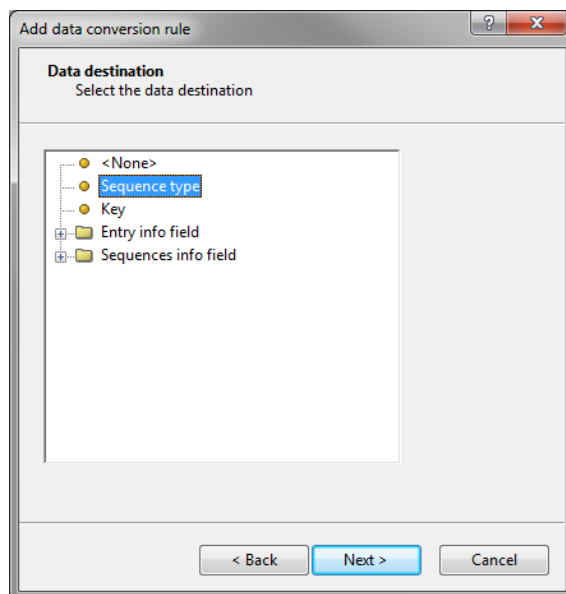 Add data conversion rule
?
Data destination
Select the data destination
<None>
Sequence type
Key
Entry info field
Sequences info field
< Back Next > Cancel